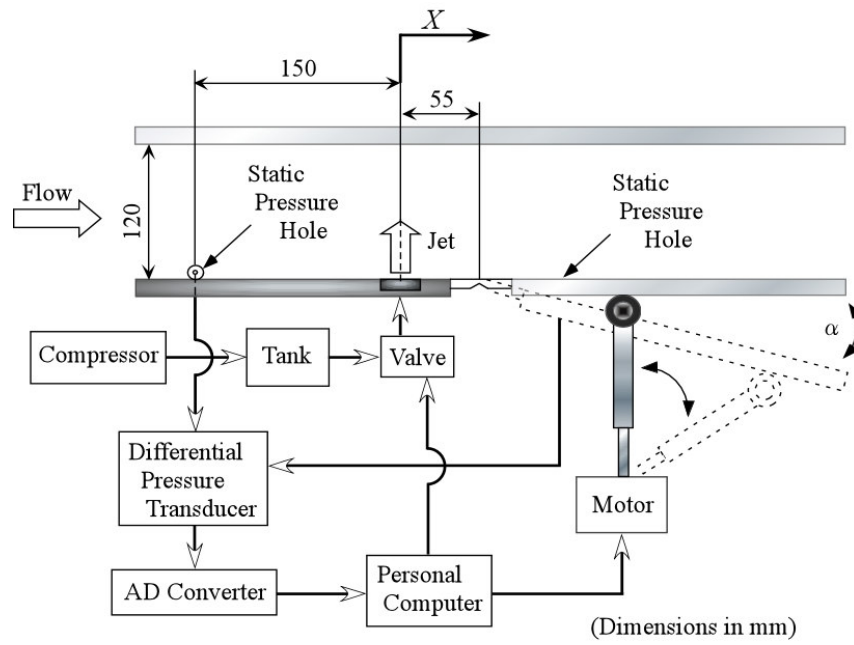 X
150
55
Flow
120
Static
Pressure
Hole
Jet
Static
Pressure
Hole
α
Compressor
Tank
Valve
Differential
Pressure
Transducer
Motor
AD Converter
Personal
Computer
(Dimensions in mm)